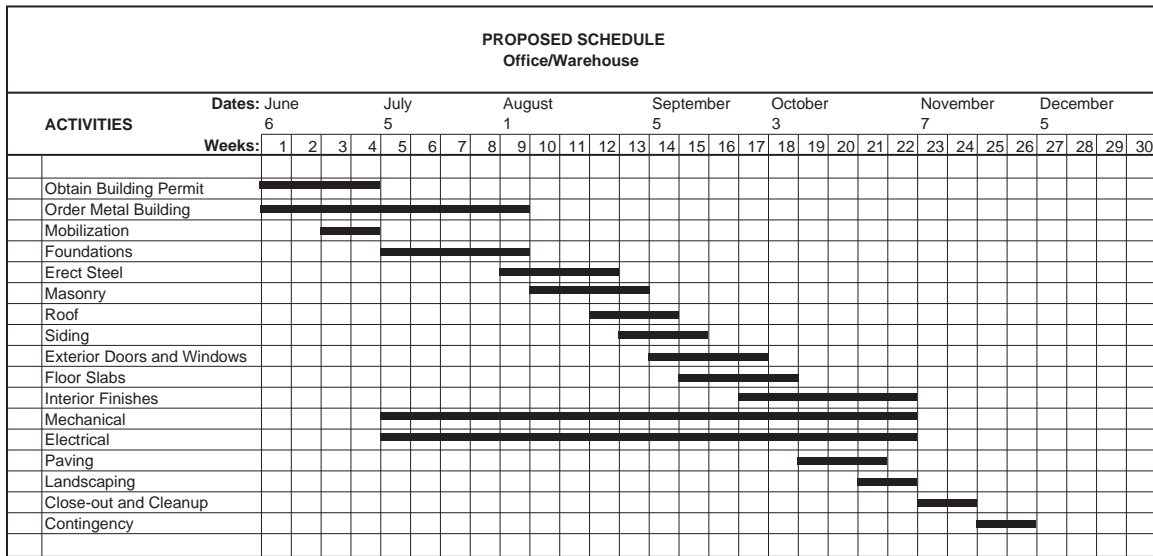 PROPOSED SCHEDULE
Office/Warehouse
Dates: June July August September October November December
ACTIVITIES 6 5 1 5 3 7 5
Weeks: 1 2 3 4 5 6 7 8 9 10 11 12 13 14 15 16 17 18 19 20 21 22 23 24 25 26 27 28 29 30
Obtain Building Permit
Order Metal Building
Mobilization
Foundations
Erect Steel
Masonry
Roof
Siding
Exterior Doors and Windows
Floor Slabs
Interior Finishes
Mechanical
Electrical
Paving
Landscaping
Close-out and Cleanup
Contingency